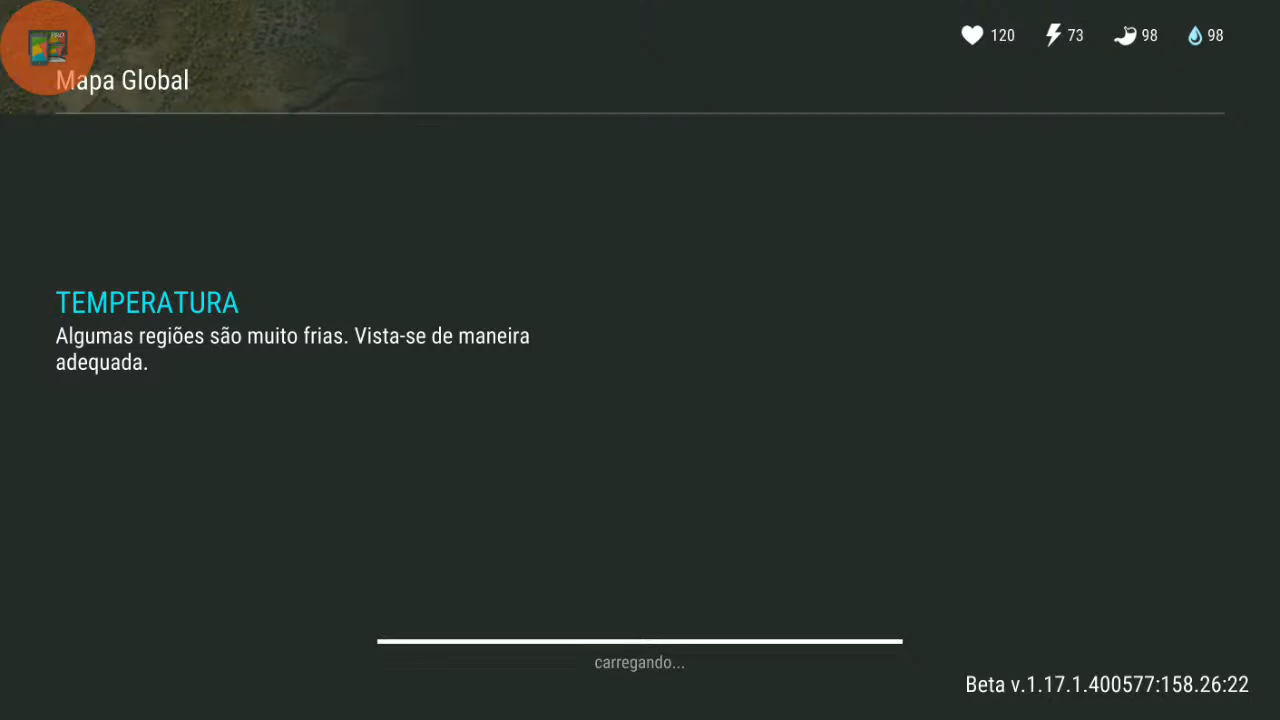 120
73
98
98
Mapa Global
TEMPERATURA
Algumas regiões são muito frias. Vista-se de maneira
adequada.
carregando...
Beta v.1.17.1.400577:158.26:22